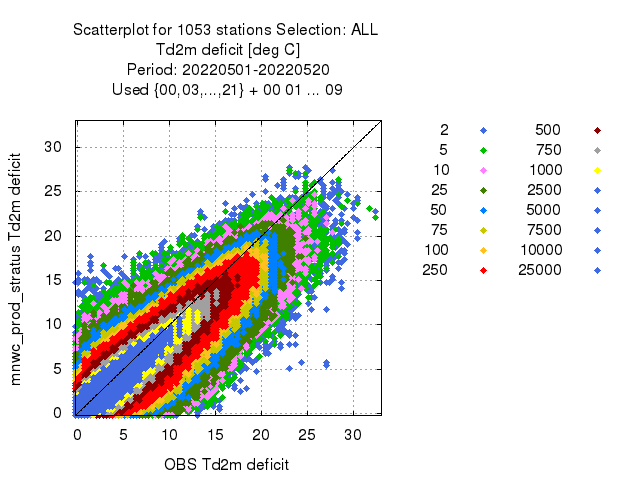 Scatterplot for 1053 stations Selection: ALL
Td2m deficit [deg C]
Period: 20220501-20220520
Used {00,03,...,21} + 00 01 ... 09
mnwc_prod_stratus Td2m deficit
30
25
20
15
10
5
0
0 5 10 15 20 25 30
OBS Td2m deficit
2 500
5 750
10 1000
25 2500
50 5000
75 7500
100 10000
250 25000